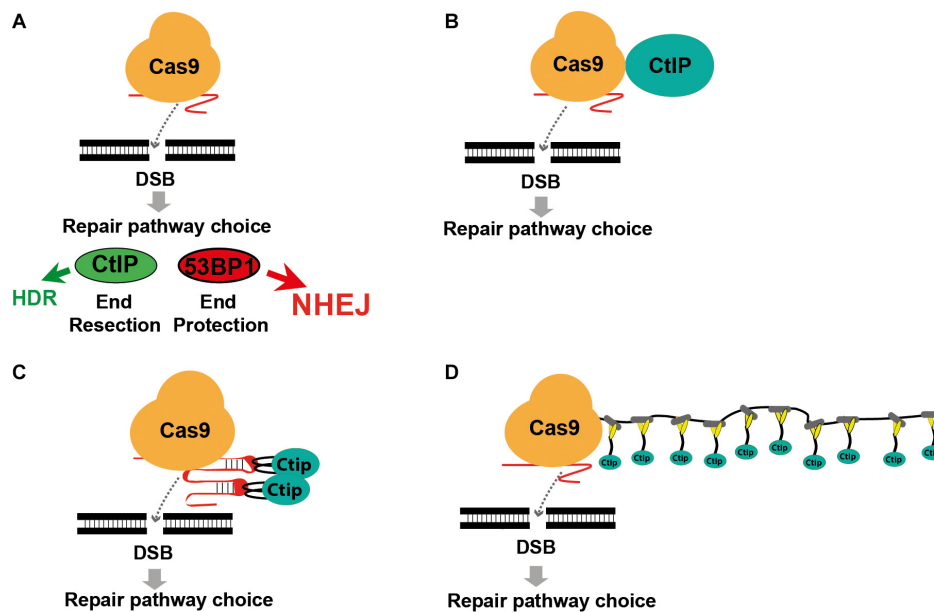 A
Cas9
DSB
Repair pathway choice
CtIP
53BP1
HDR
NHEJ
End
Resection
End
Protection
B
Cas9
CtIP
DSB
Repair pathway choice
C
Cas9
Ctip
Ctip
DSB
Repair pathway choice
D
Cas9
Ctip
Ctip
Ctip
Ctip
Ctip
Ctip
Ctip
Ctip
Ctip
Ctip
DSB
Repair pathway choice